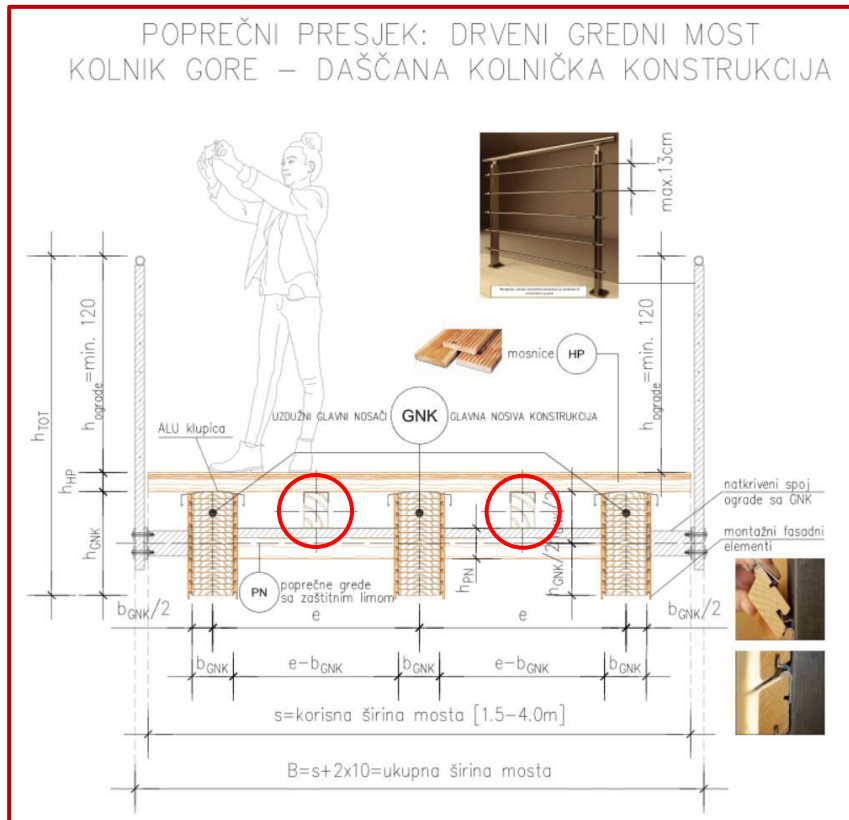 POPREČNI PRESJEK: DRVENI GREDNI MOST
KOLNIK GORE – DAŠČANA KOLNIČKA KONSTRUKCIJA
max.13cm
h_TOT
h_ograde=min. 120
h_ograde=min. 120
mosnice
HP
UZDUŽNI GLAVNI NOSAČI
GNK
GLAVNA NOSIVA KONSTRUKCIJA
ALU klupica
h_HP
h_GNK
natkriveni spoj
ograde sa GNK
montažni fasadni
elementi
h_GNK/2
h_GNK/2
h_PN
PN
poprečne grede
sa zaštitnim limom
b_GNK/2
e
e
b_GNK/2
b_GNK
e-b_GNK
b_GNK
e-b_GNK
b_GNK
s=korisna širina mosta [1.5-4.0m]
B=s+2x10=ukupna širina mosta